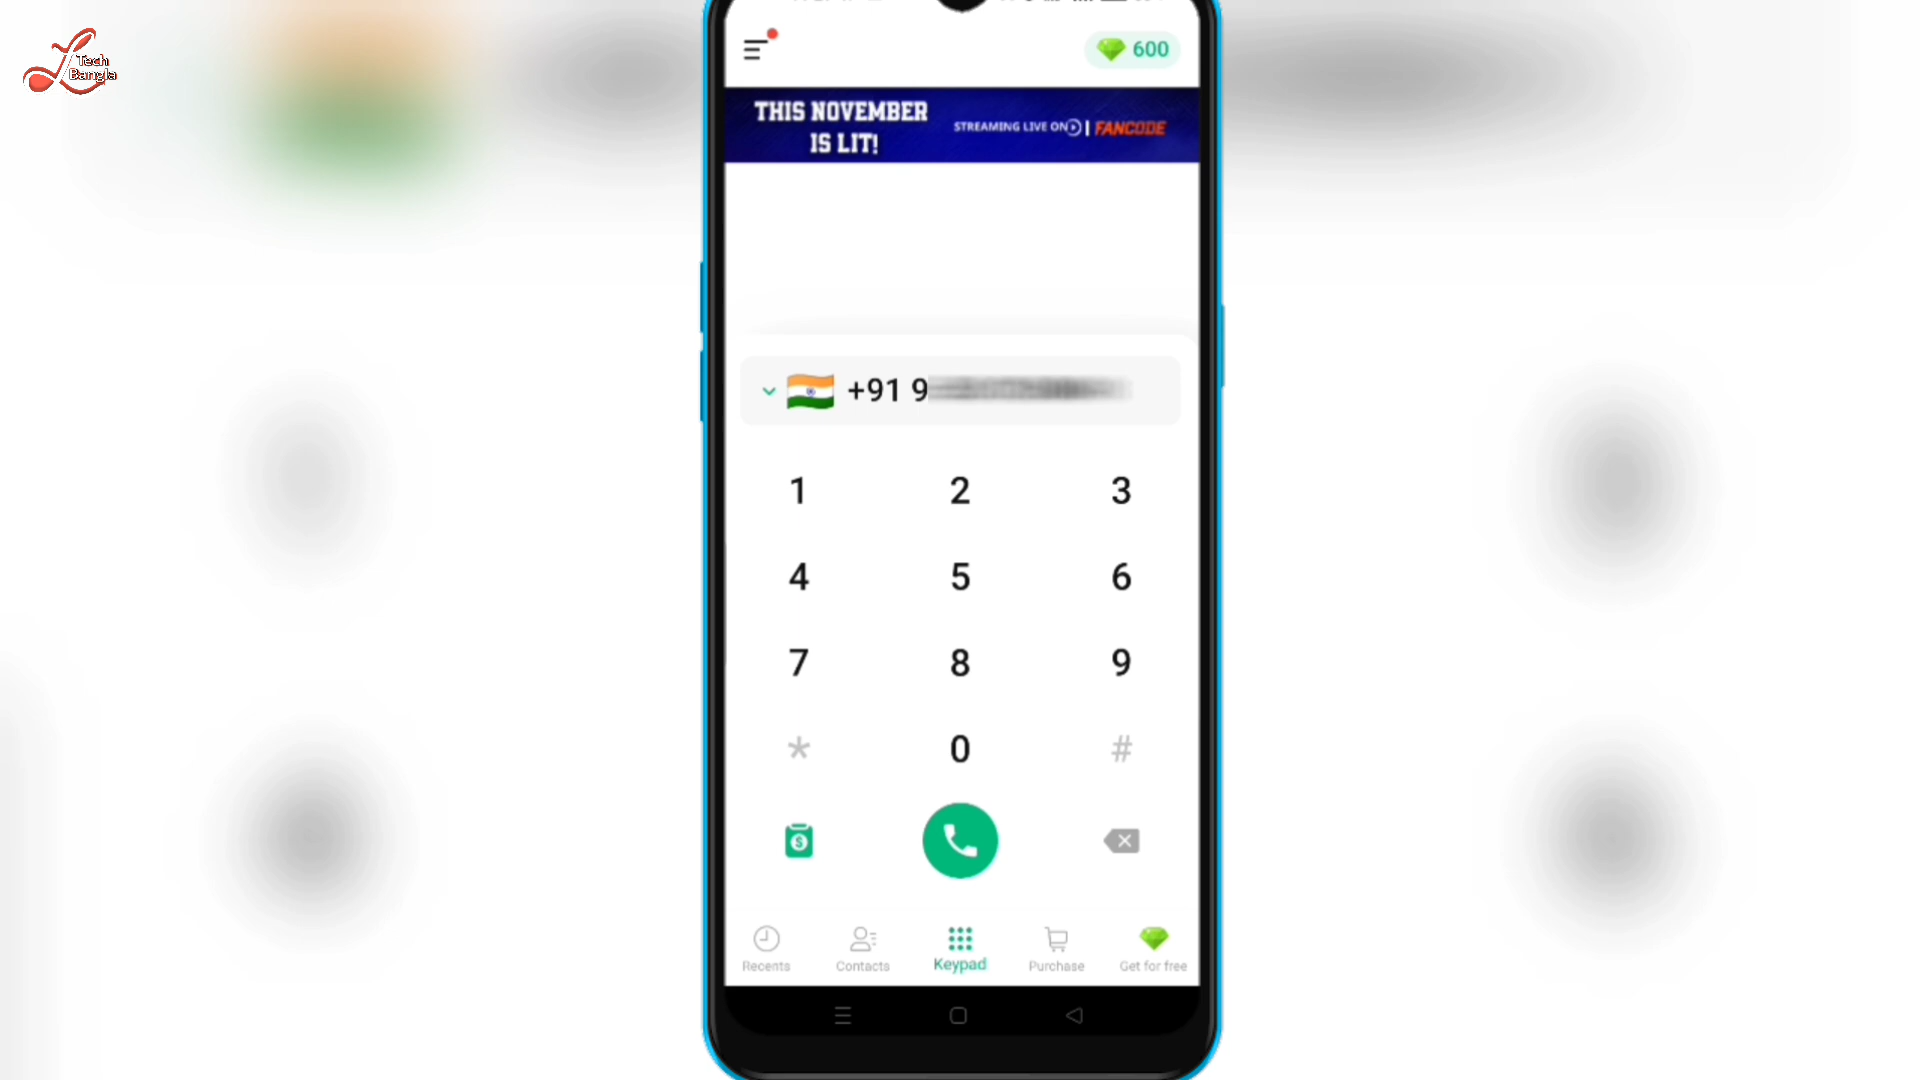 Tech
Bangla
600
THIS NOVEMBER
IS LIT!
STREAMING LIVE ON | FANCODE
+91 9
1 2 3
4 5 6
7 8 9
* 0 #
Recents Contacts Keypad Purchase Get for free